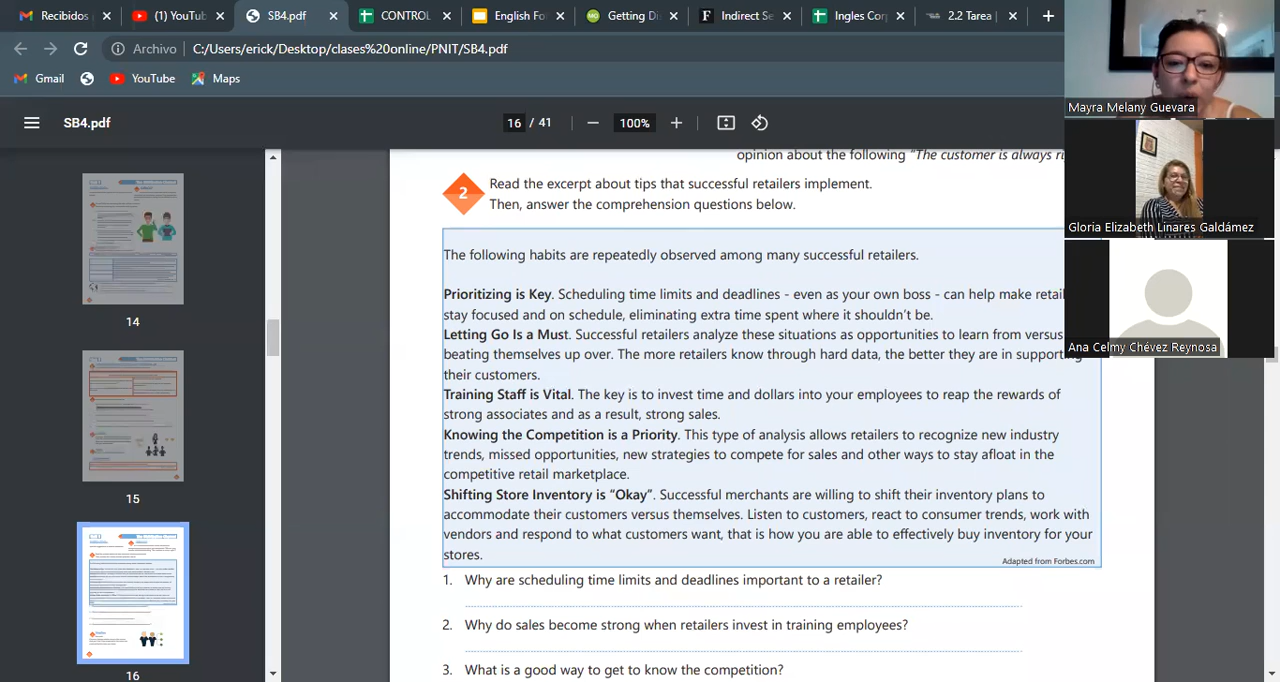 Recibidos
(1) YouTub
SB4.pdf
CONTROL
English Fo
Getting Di
Indirect Se
Ingles Cor
2.2 Tarea
Archivo
C:/Users/erick/Desktop/clases%20online/PNIT/SB4.pdf
Gmail
YouTube
Maps
SB4.pdf
16 / 41
100%
Mayra Melany Guevara
Gloria Elizabeth Linares Galdámez
Ana Celmy Chévez Reynosa
14
15
16
opinion about the following "The customer is always ri
2
Read the excerpt about tips that successful retailers implement.
Then, answer the comprehension questions below.
The following habits are repeatedly observed among many successful retailers.
Prioritizing is Key. Scheduling time limits and deadlines - even as your own boss - can help make retail
stay focused and on schedule, eliminating extra time spent where it shouldn't be.
Letting Go Is a Must. Successful retailers analyze these situations as opportunities to learn from versus
beating themselves up over. The more retailers know through hard data, the better they are in supporting
their customers.
Training Staff is Vital. The key is to invest time and dollars into your employees to reap the rewards of
strong associates and as a result, strong sales.
Knowing the Competition is a Priority. This type of analysis allows retailers to recognize new industry
trends, missed opportunities, new strategies to compete for sales and other ways to stay afloat in the
competitive retail marketplace.
Shifting Store Inventory is "Okay". Successful merchants are willing to shift their inventory plans to
accommodate their customers versus themselves. Listen to customers, react to consumer trends, work with
vendors and respond to what customers want, that is how you are able to effectively buy inventory for your
stores.
Adapted from Forbes.com
1. Why are scheduling time limits and deadlines important to a retailer?
2. Why do sales become strong when retailers invest in training employees?
3. What is a good way to get to know the competition?